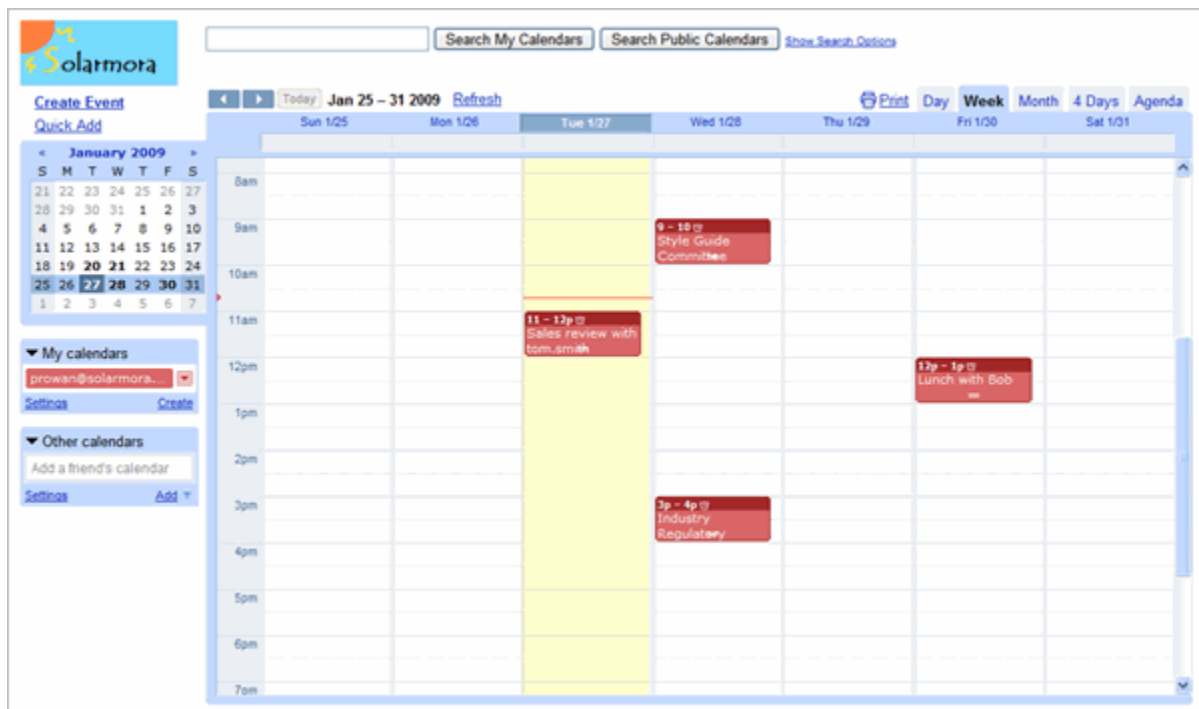 Solarmora
Search My Calendars Search Public Calendars Show Search Options
Create Event
Quick Add
Today Jan 25 – 31 2009 Refresh
Print Day Week Month 4 Days Agenda
Sun 1/25 Mon 1/26 Tue 1/27 Wed 1/28 Thu 1/29 Fri 1/30 Sat 1/31
« January 2009 »
S M T W T F S
21 22 23 24 25 26 27
28 29 30 31 1 2 3
4 5 6 7 8 9 10
11 12 13 14 15 16 17
18 19 20 21 22 23 24
25 26 27 28 29 30 31
1 2 3 4 5 6 7
My calendars
prowan@solarmora...
Settings Create
Other calendars
Add a friend's calendar
Settings Add
8am
9am
10am
11am
12pm
1pm
2pm
3pm
4pm
5pm
6pm
7pm
11 – 12p
Sales review with
tom.smith
9 – 10
Style Guide
Committee
3p – 4p
Industry
Regulatory
12p – 1p
Lunch with Bob